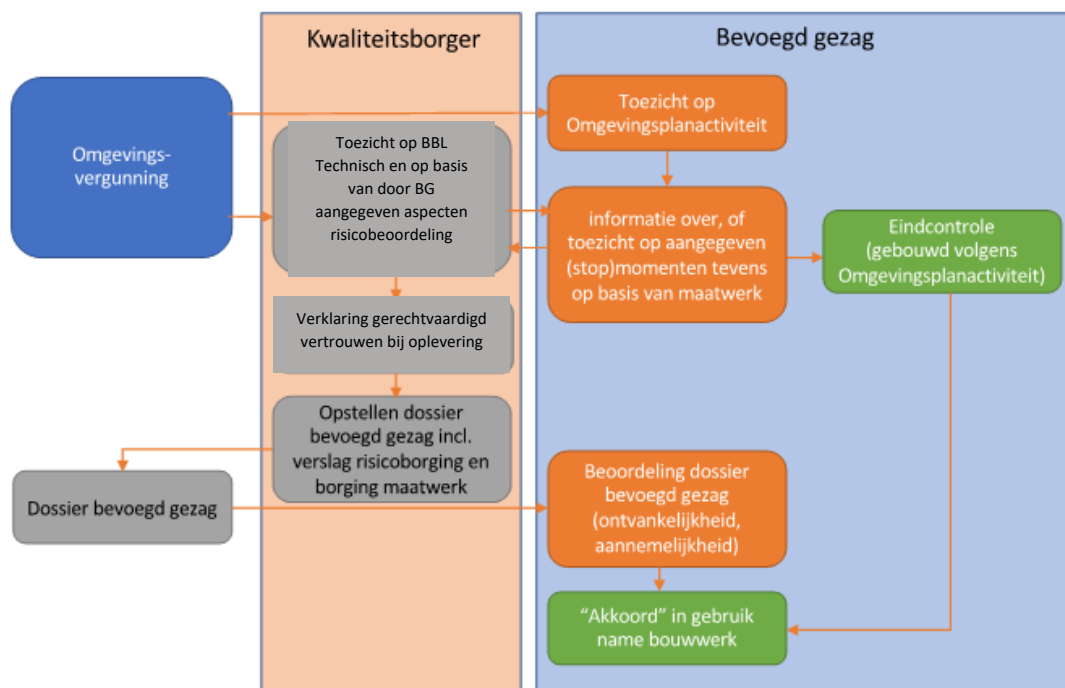 Kwaliteitsborger
Bevoegd gezag
Omgevings-
vergunning
Toezicht op BBL
Technisch en op basis
van door BG
aangegeven aspecten
risicobeoordeling
Toezicht op
Omgevingsplanactiviteit
informatie over, of
toezicht op aangegeven
(stop)momenten tevens
op basis van maatwerk
Eindcontrole
(gebouwd volgens
Omgevingsplanactiviteit)
Verklaring gerechtvaardigd
vertrouwen bij oplevering
Opstellen dossier
bevoegd gezag incl.
verslag risicoborging en
borging maatwerk
Dossier bevoegd gezag
Beoordeling dossier
bevoegd gezag
(ontvankelijkheid,
aannemelijkheid)
“Akkoord” in gebruik
name bouwwerk